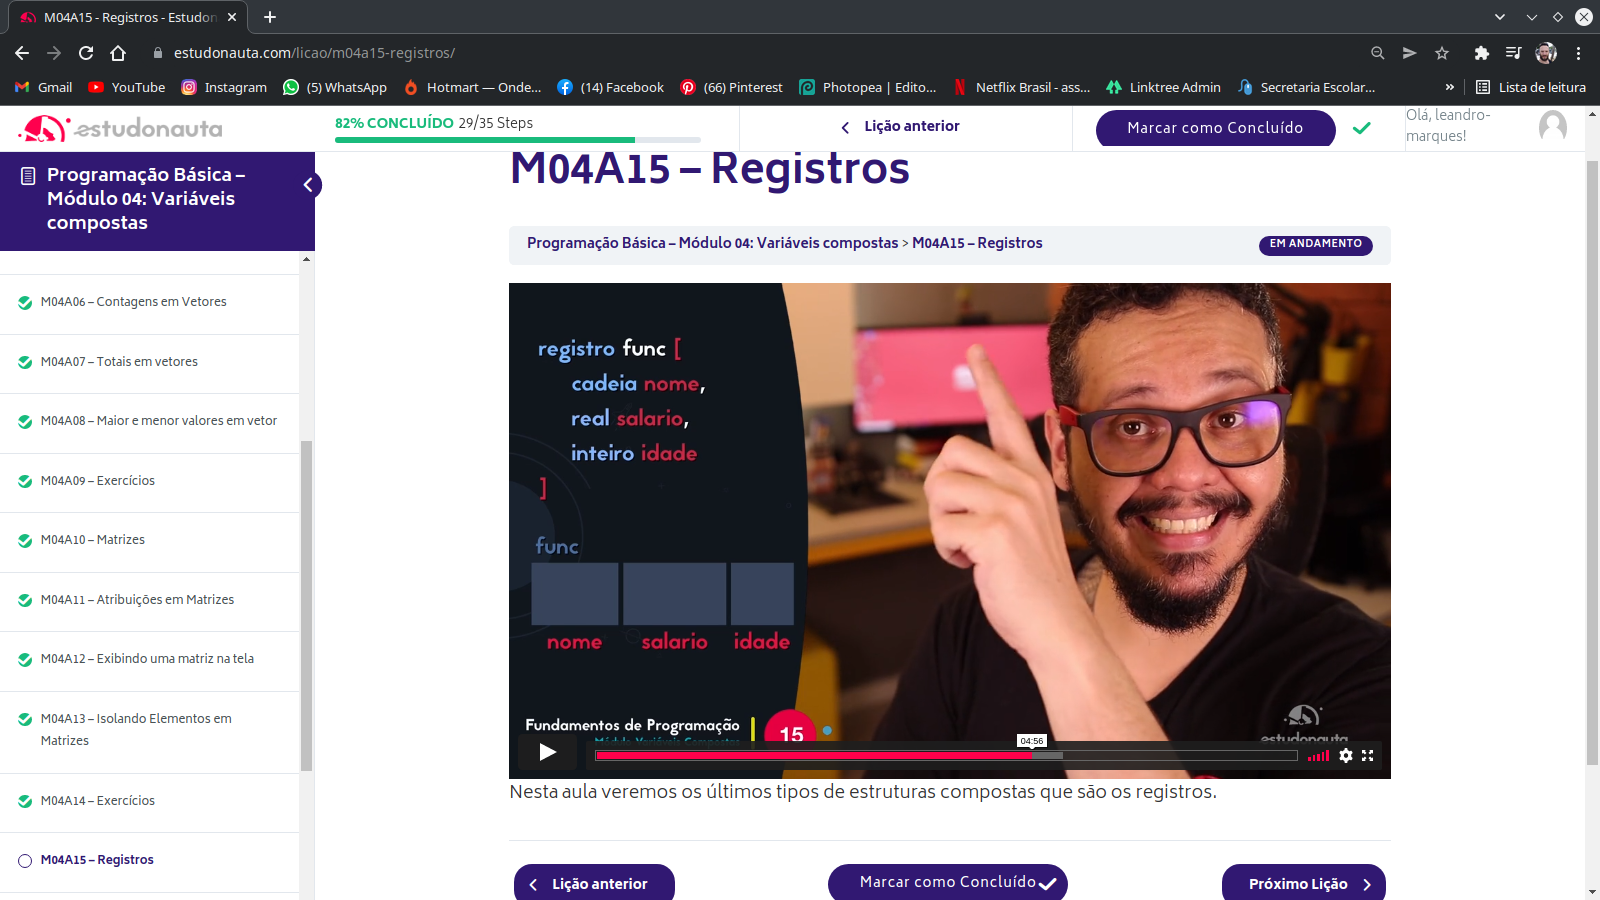 M04A15 - Registros - Estudon
estudonauta.com/licao/m04a15-registros/
Gmail YouTube Instagram (5) WhatsApp Hotmart — Onde... (14) Facebook (66) Pinterest Photopea | Edito... Netflix Brasil - ass... Linktree Admin Secretaria Escolar... » Lista de leitura
estudonauta
82% CONCLUÍDO 29/35 Steps
Lição anterior
Marcar como Concluído
Olá, leandro-
marques!
Programação Básica –
Módulo 04: Variáveis
compostas
M04A06 – Contagens em Vetores
M04A07 – Totais em vetores
M04A08 – Maior e menor valores em vetor
M04A09 – Exercícios
M04A10 – Matrizes
M04A11 – Atribuições em Matrizes
M04A12 – Exibindo uma matriz na tela
M04A13 – Isolando Elementos em
Matrizes
M04A14 – Exercícios
M04A15 – Registros
M04A15 – Registros
Programação Básica – Módulo 04: Variáveis compostas > M04A15 – Registros
EM ANDAMENTO
registro func [
cadeia nome,
real salario,
inteiro idade
]
func
nome salario idade
Fundamentos de Programação
Módulo Variáveis Compostas
15
estudonauta
04:56
Nesta aula veremos os últimos tipos de estruturas compostas que são os registros.
Lição anterior
Marcar como Concluído
Próximo Lição